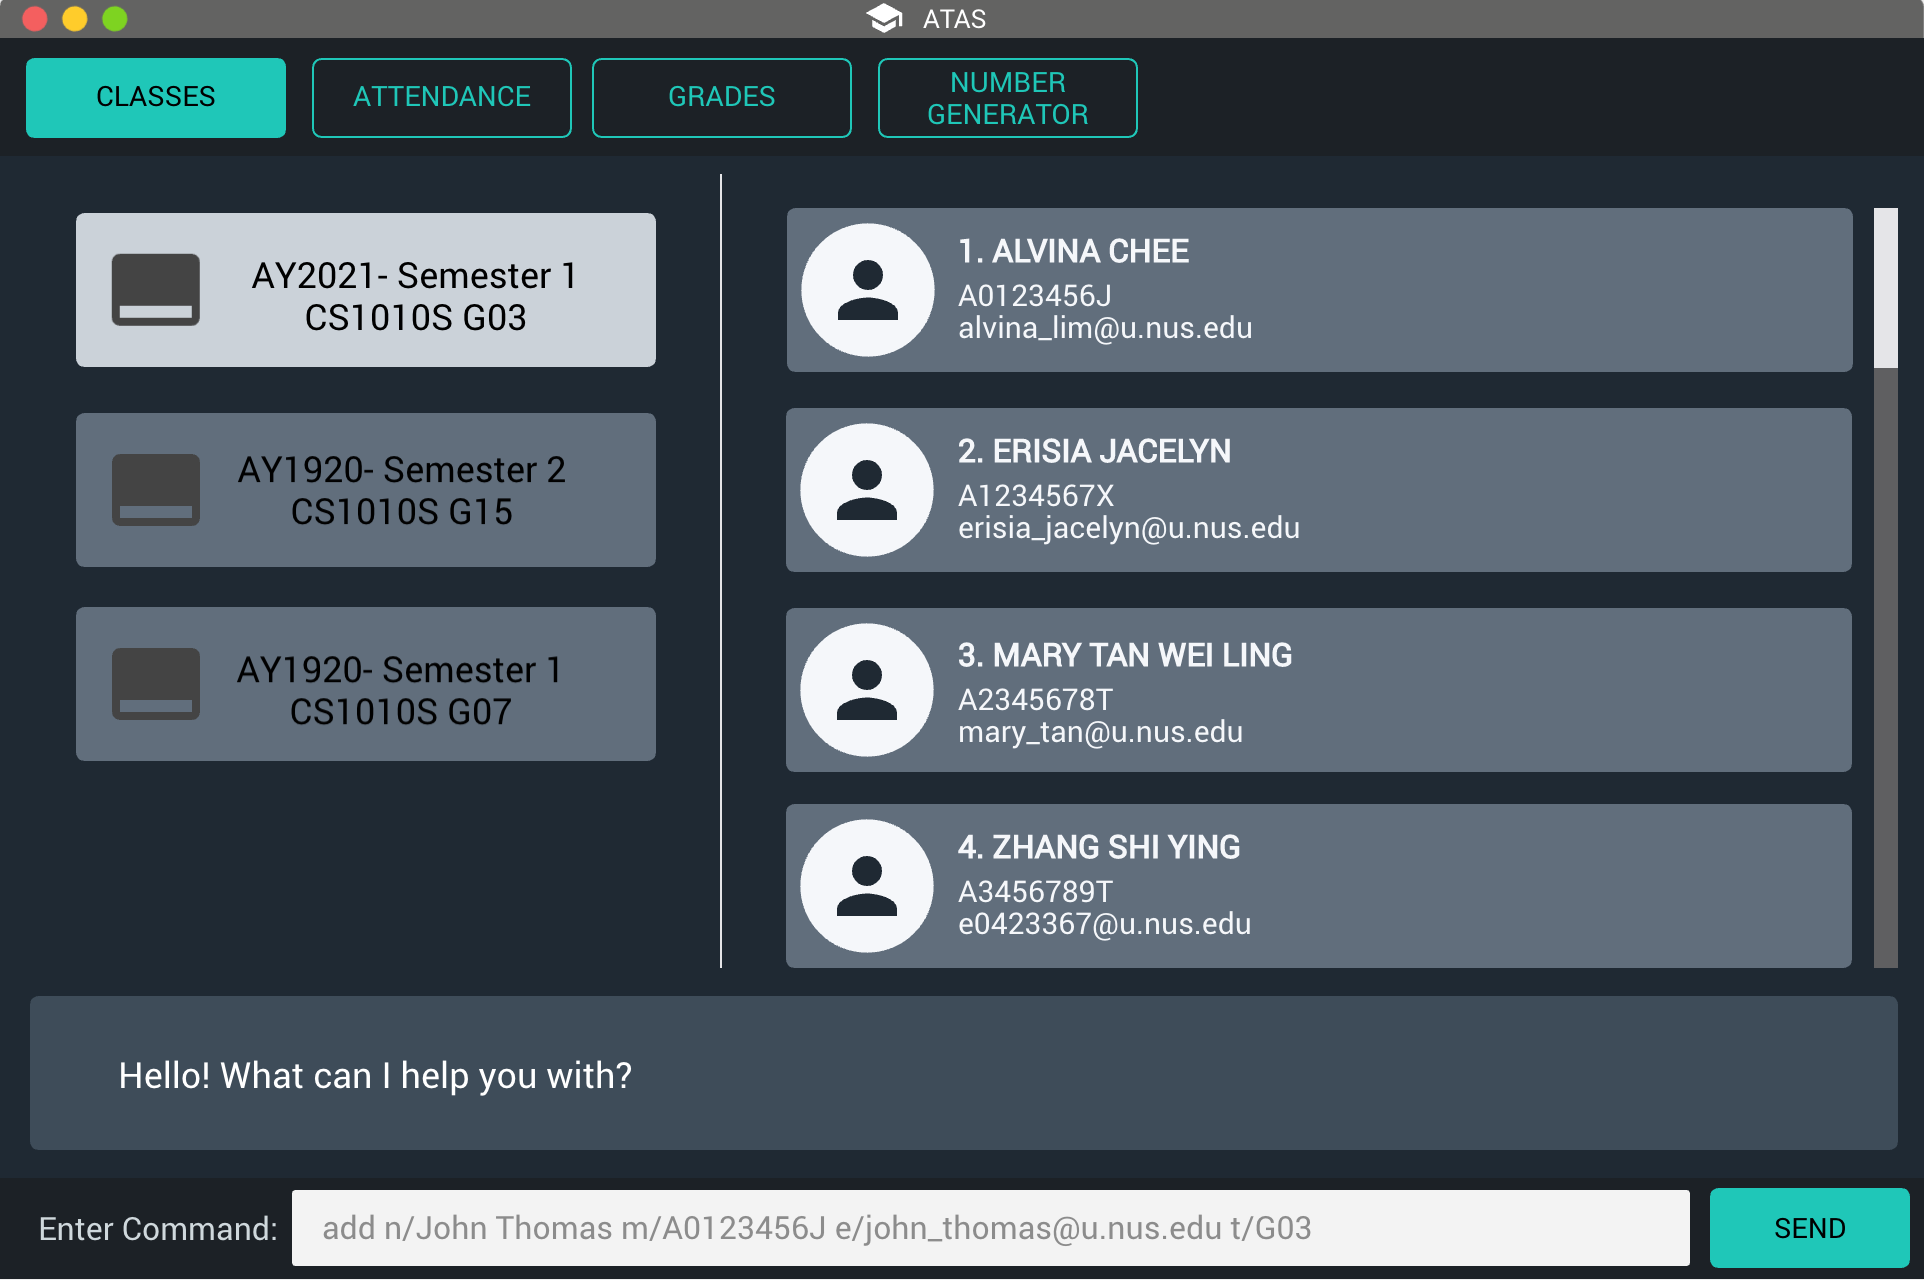 ATAS
CLASSES
ATTENDANCE
GRADES
NUMBER
GENERATOR
AY2021- Semester 1
CS1010S G03
AY1920- Semester 2
CS1010S G15
AY1920- Semester 1
CS1010S G07
1. ALVINA CHEE
A0123456J
alvina_lim@u.nus.edu
2. ERISIA JACELYN
A1234567X
erisia_jacelyn@u.nus.edu
3. MARY TAN WEI LING
A2345678T
mary_tan@u.nus.edu
4. ZHANG SHI YING
A3456789T
e0423367@u.nus.edu
Hello! What can I help you with?
Enter Command:
add n/John Thomas m/A0123456J e/john_thomas@u.nus.edu t/G03
SEND